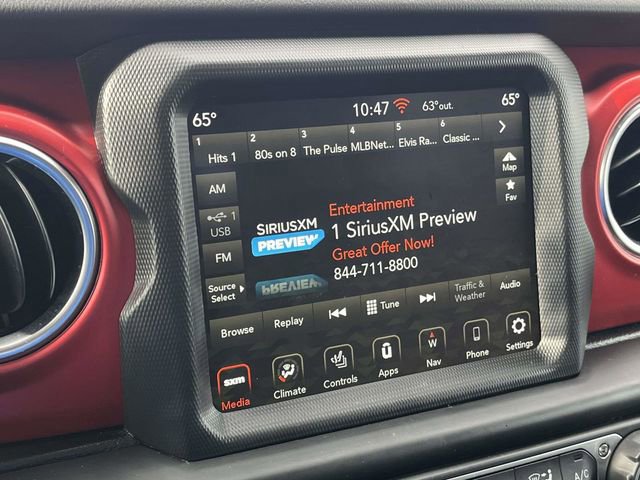 65° 10:47 63°out. 65°
1 2 3 4 5 6
Hits 1 80s on 8 The Pulse MLBNet... Elvis Ra... Classic ...
AM
Map
USB 1
Fav
FM
Source Select
SIRIUSXM
PREVIEW
Entertainment
1 SiriusXM Preview
Great Offer Now!
844-711-8800
Browse Replay Tune Traffic & Weather Audio
sxm W
Media Climate Controls Apps Nav Phone Settings
A/C